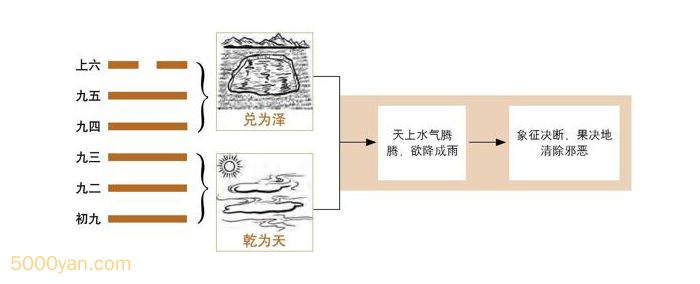 上六
九五
九四
九三
九二
初九
兑为泽
乾为天
天上水气腾
腾、欲降成雨
象征决断、果决地
清除邪恶
5000yan.com